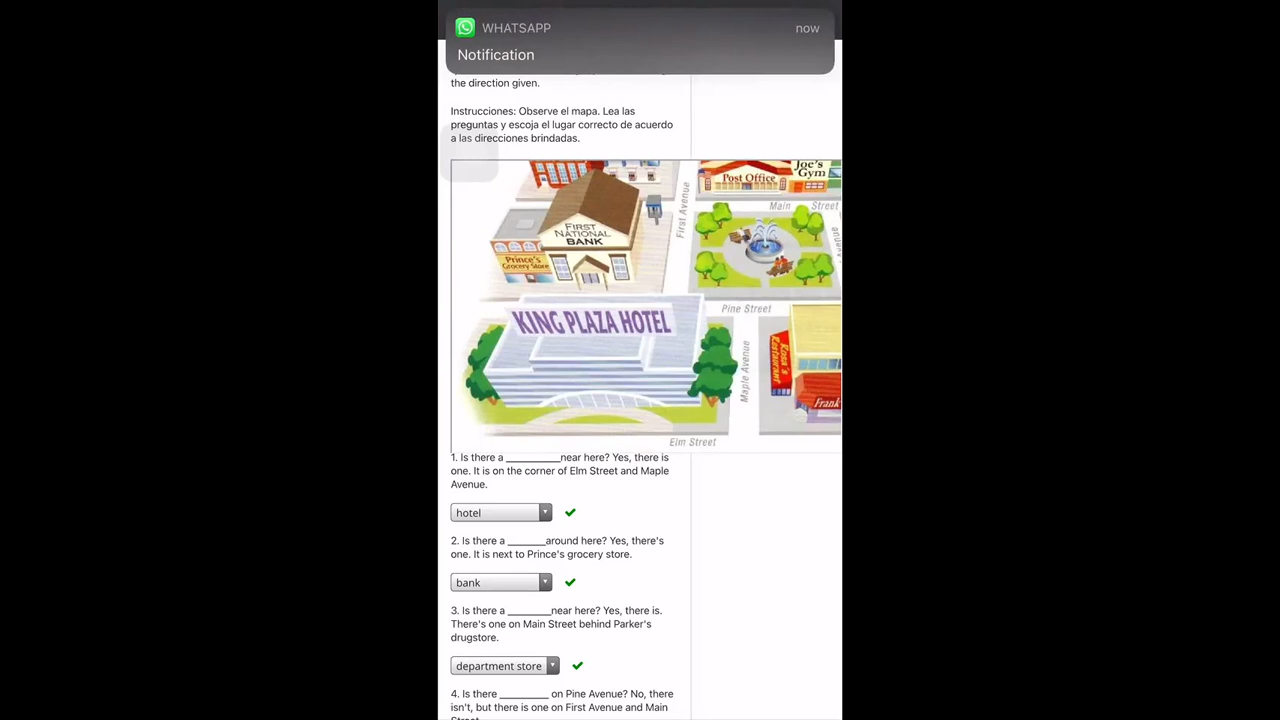 WHATSAPP
now
Notification
the direction given.
Instrucciones: Observe el mapa. Lea las
preguntas y escoja el lugar correcto de acuerdo
a las direcciones brindadas.
Post Office
Joe's
Gym
First Avenue
Main Street
FIRST
NATIONAL
BANK
Prince's
Grocery Store
KING PLAZA HOTEL
Pine Street
Maple Avenue
Rosa's
Restaurant
Frank
Elm Street
1. Is there a ___________near here? Yes, there is
one. It is on the corner of Elm Street and Maple
Avenue.
hotel
2. Is there a ________around here? Yes, there's
one. It is next to Prince's grocery store.
bank
3. Is there a _________near here? Yes, there is.
There's one on Main Street behind Parker's
drugstore.
department store
4. Is there __________ on Pine Avenue? No, there
isn't, but there is one on First Avenue and Main